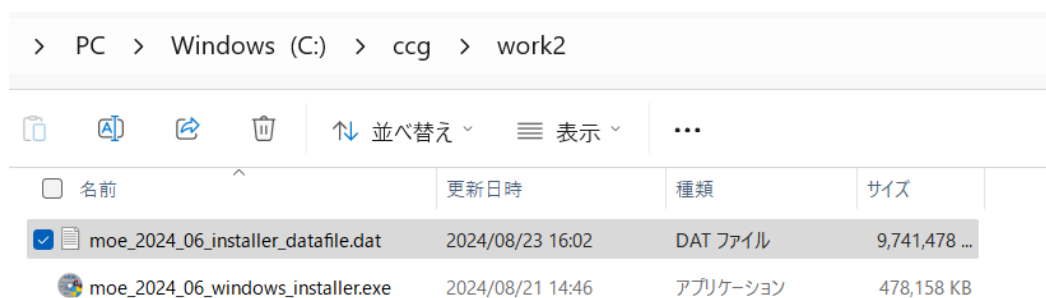 > PC > Windows (C:) > ccg > work2
並べ替え 表示 ...
名前 更新日時 種類 サイズ
moe_2024_06_installer_datafile.dat 2024/08/23 16:02 DAT ファイル 9,741,478 ...
moe_2024_06_windows_installer.exe 2024/08/21 14:46 アプリケーション 478,158 KB